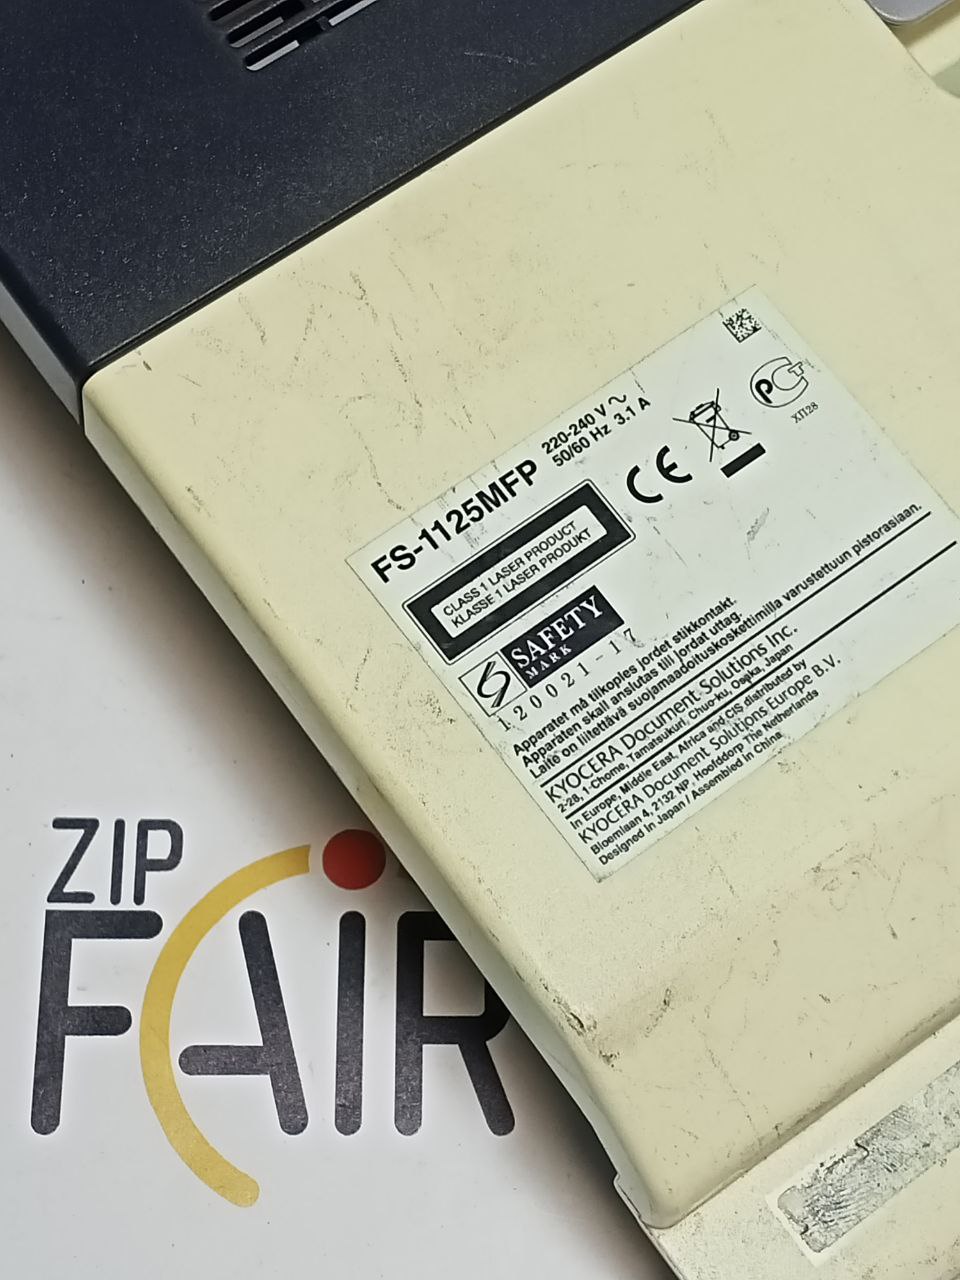 FS-1125MFP
220-240 V ~
50/60 Hz 3.1 A
CLASS 1 LASER PRODUCT
KLASSE 1 LASER PRODUKT
CE
PCT
ХП28
SAFETY
MARK
120021-17
Apparatet må tilkoples jordet stikkontakt.
Apparaten skall anslutas till jordat uttag.
Laite on liitettävä suojamaadoituskoskettimilla varustettuun pistorasiaan.
KYOCERA Document Solutions Inc.
2-28, 1-Chome, Tamatsukuri, Chuo-ku, Osaka, Japan
In Europe, Middle East, Africa and CIS, distributed by
KYOCERA Document Solutions Europe B.V.
Bloemlaan 4, 2132 NP, Hoofddorp The Netherlands
Designed in Japan / Assembled in China
ZIP
FAIR